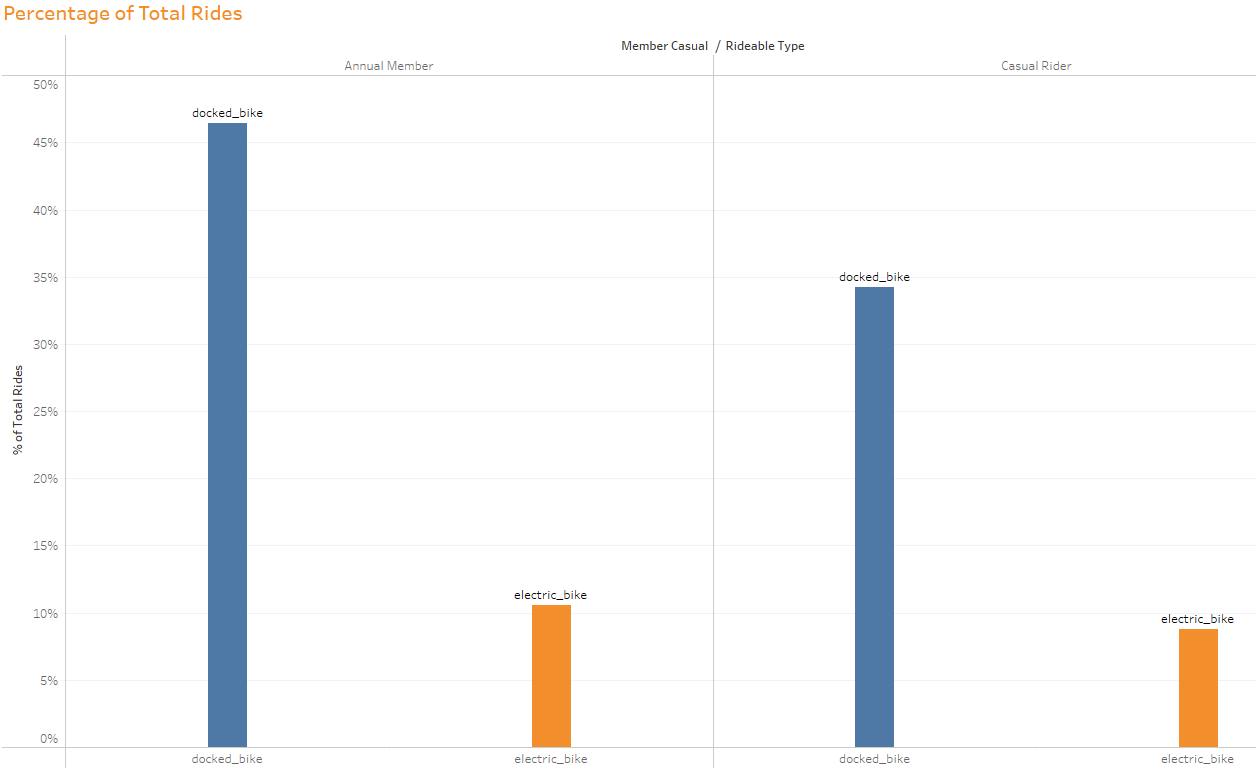 Percentage of Total Rides
Member Casual / Rideable Type
Annual Member
Casual Rider
50%
45%
40%
35%
30%
25%
20%
15%
10%
5%
0%
% of Total Rides
docked_bike
electric_bike
docked_bike
electric_bike
docked_bike
electric_bike
docked_bike
electric_bike